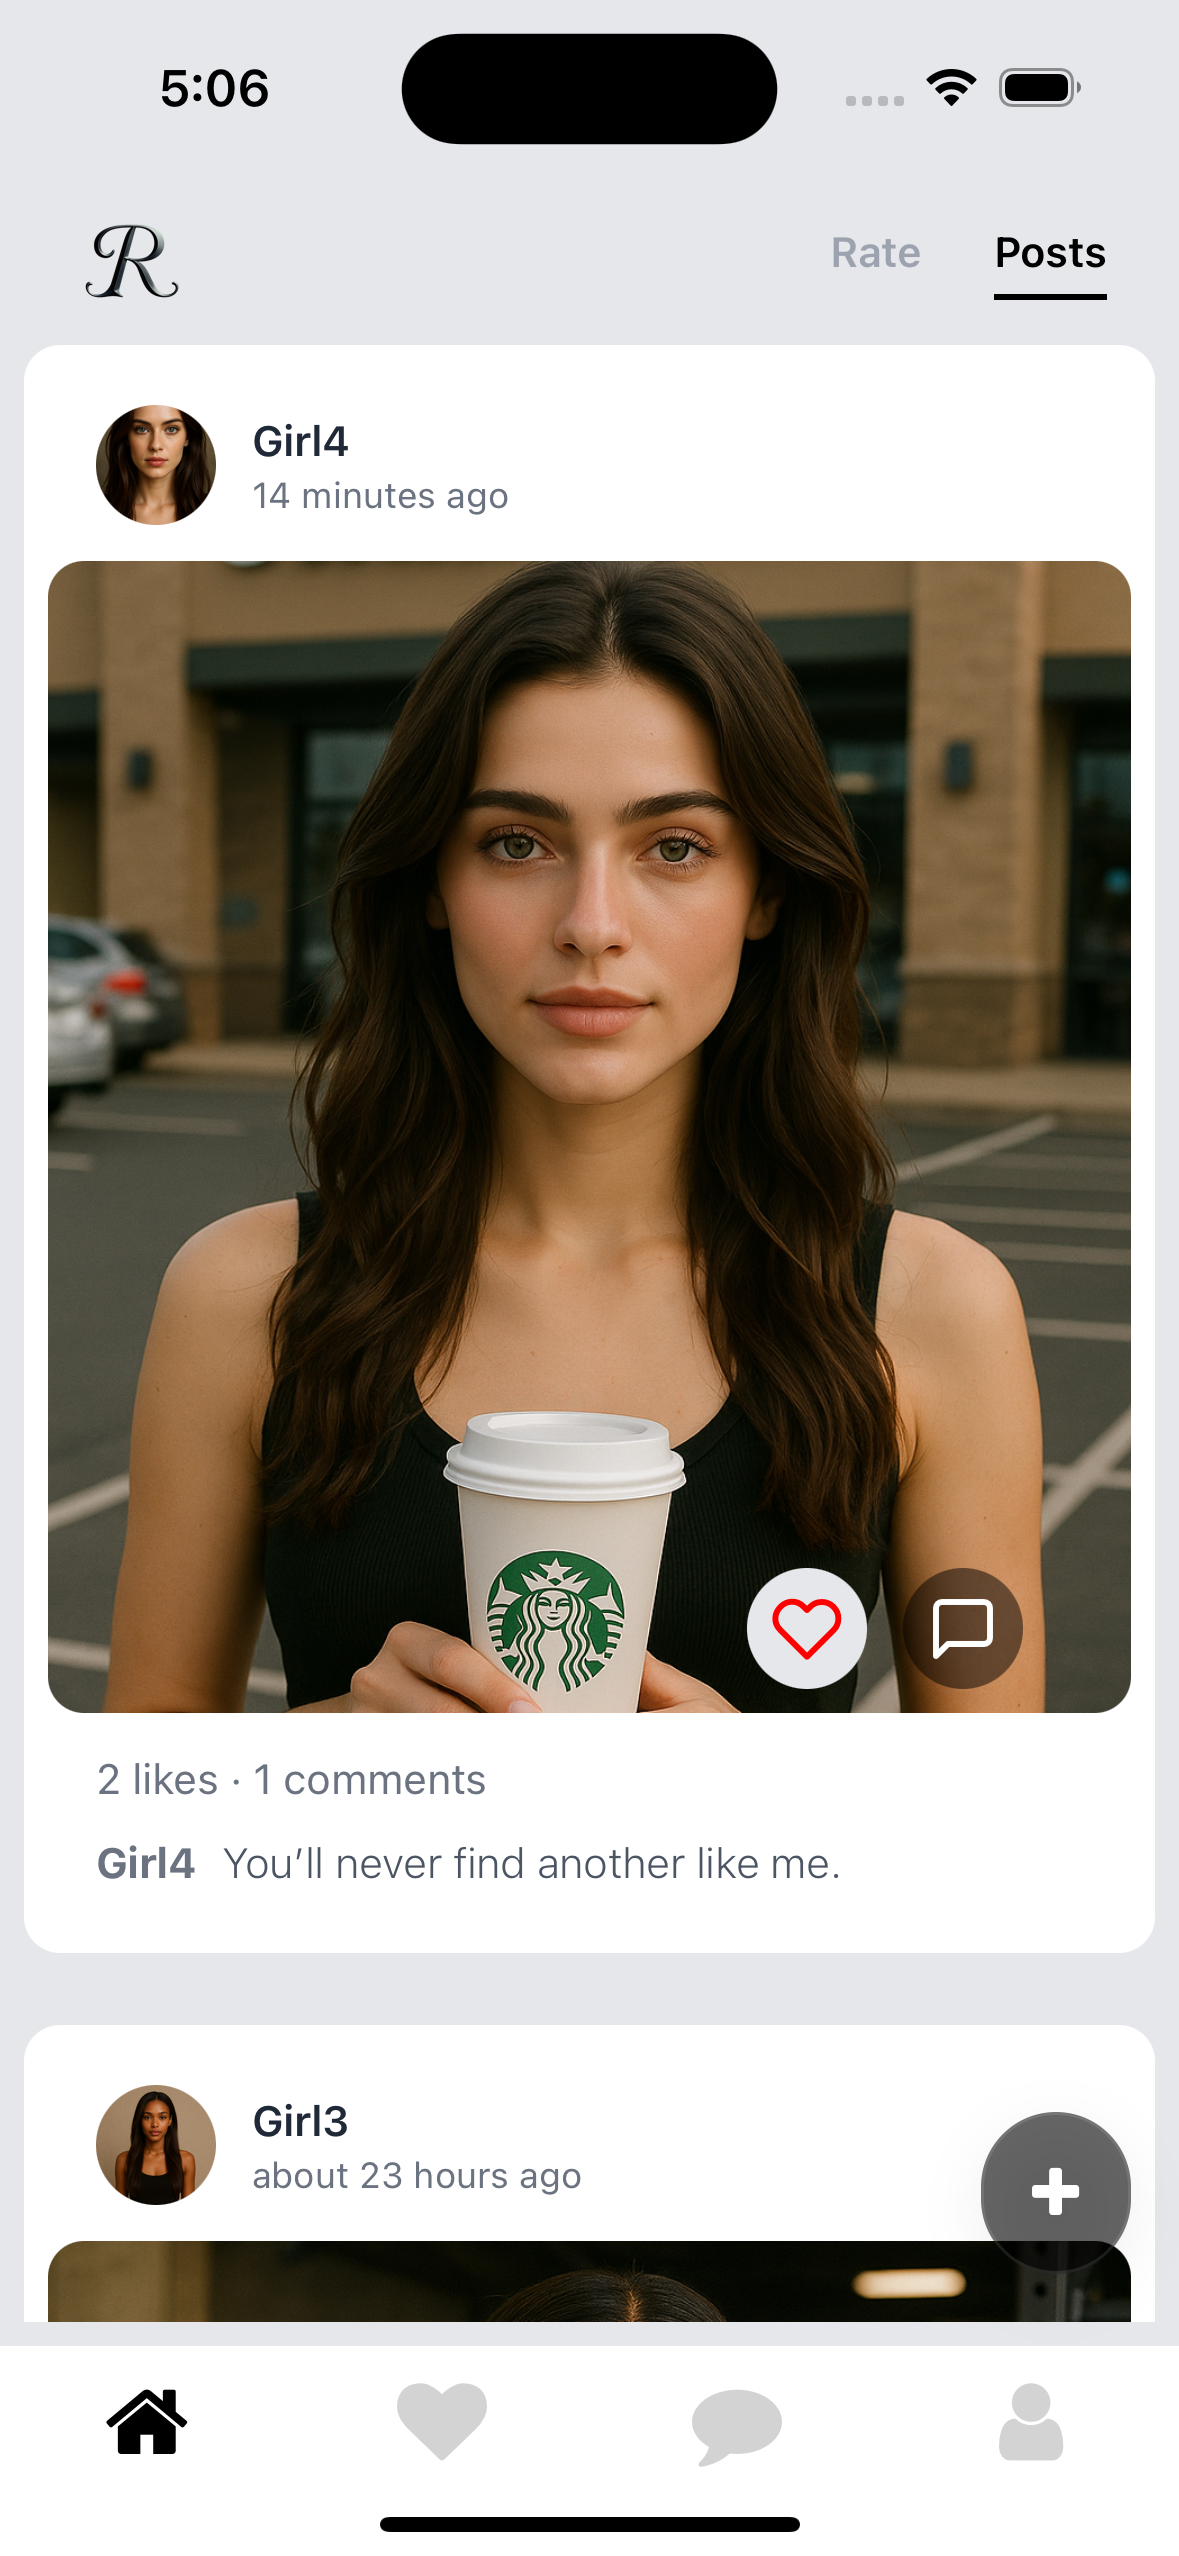 5:06
R
Rate Posts
Girl4
14 minutes ago
2 likes · 1 comments
Girl4 You’ll never find another like me.
Girl3
about 23 hours ago